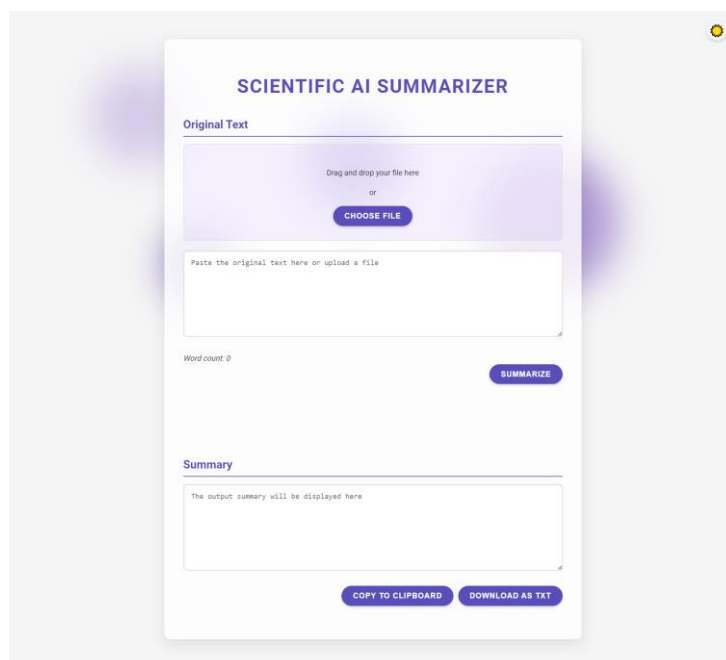 SCIENTIFIC AI SUMMARIZER
Original Text
Drag and drop your file here
or
CHOOSE FILE
Paste the original text here or upload a file
Word count: 0
SUMMARIZE
Summary
The output summary will be displayed here
COPY TO CLIPBOARD DOWNLOAD AS TXT